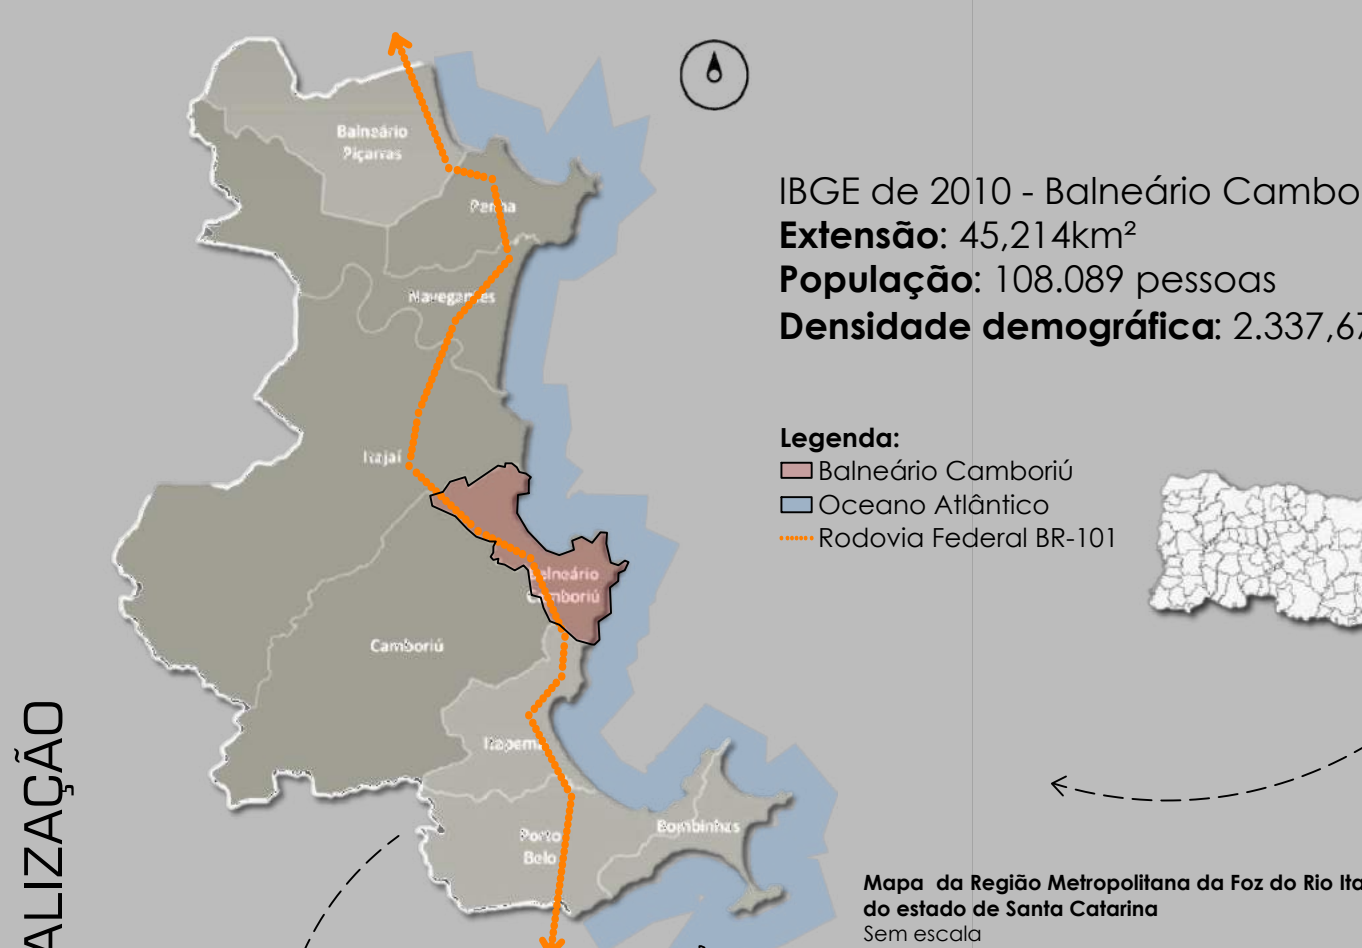 Balneário
Piçarras
Penha
Navegantes
Itajaí
Balneário
Camboriú
Camboriú
Itapema
Porto
Belo
Bombinhas
IBGE de 2010 - Balneário Cambo
Extensão: 45,214km²
População: 108.089 pessoas
Densidade demográfica: 2.337,67
Legenda:
Balneário Camboriú
Oceano Atlântico
Rodovia Federal BR-101
ALIZAÇÃO
Mapa da Região Metropolitana da Foz do Rio Ita
do estado de Santa Catarina
Sem escala